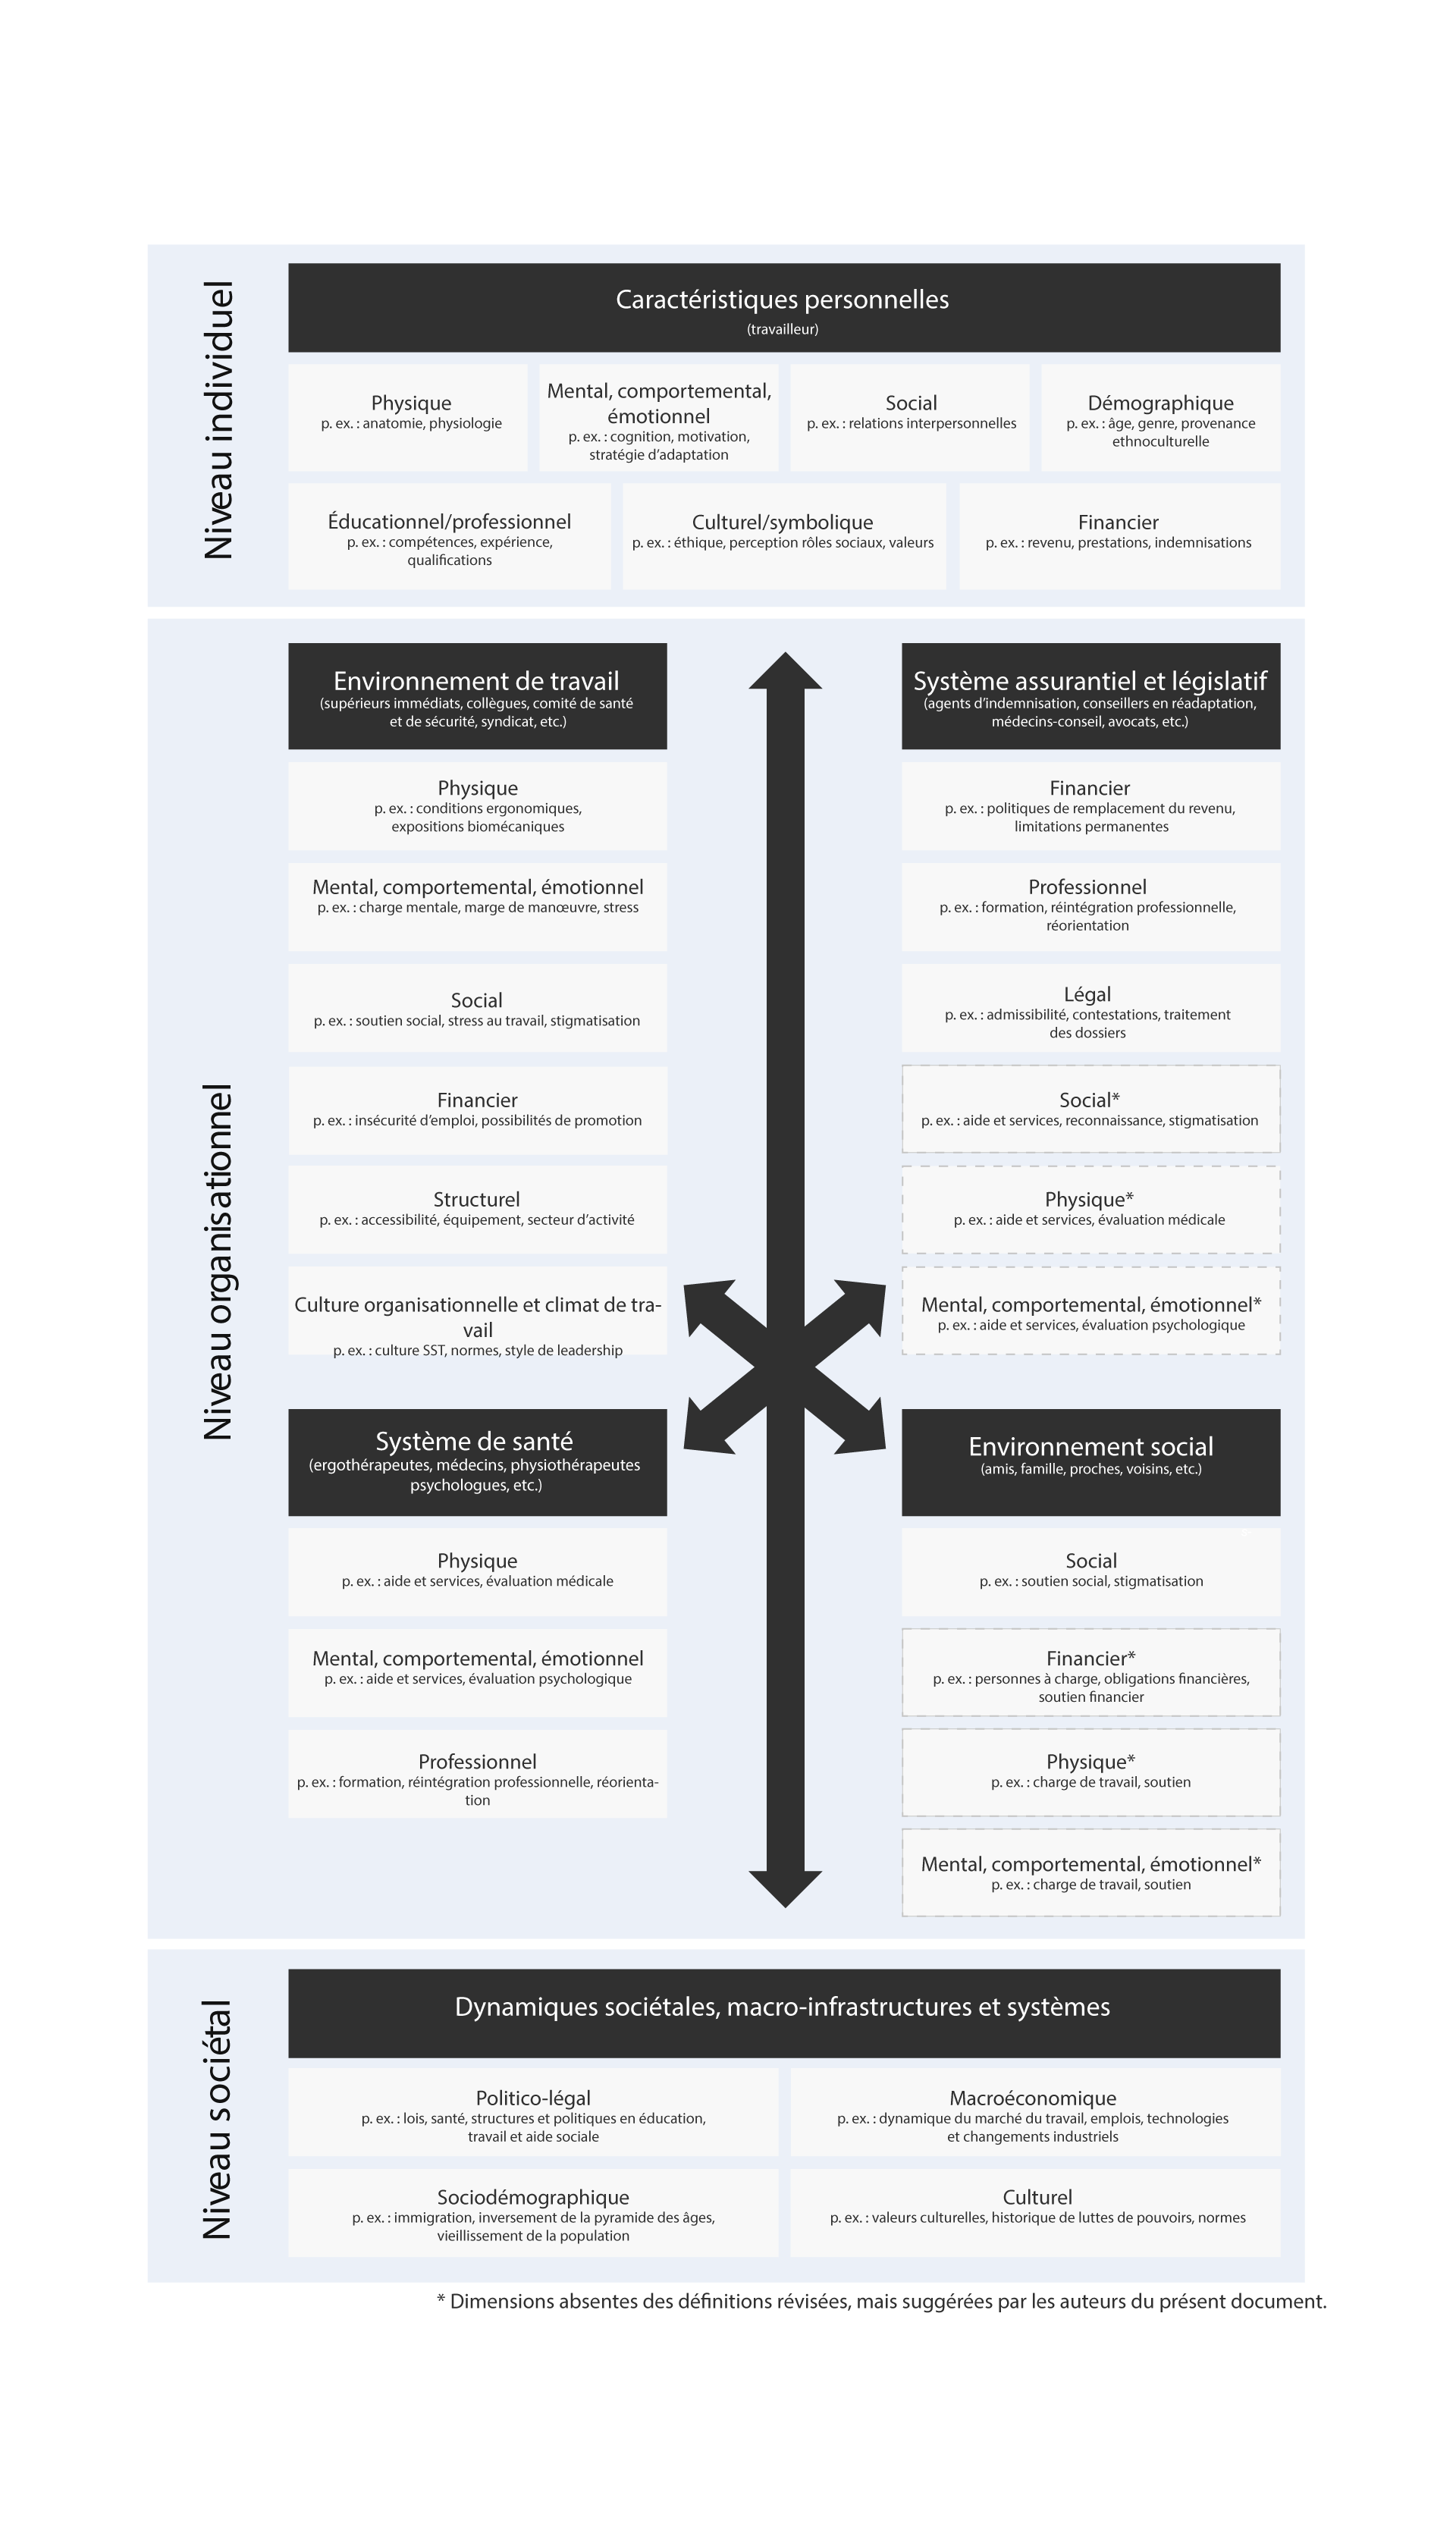 Niveau individuel
Caractéristiques personnelles
(travailleur)
Physique
p. ex. : anatomie, physiologie
Mental, comportemental,
émotionnel
p. ex. : cognition, motivation,
stratégie d’adaptation
Social
p. ex. : relations interpersonnelles
Démographique
p. ex. : âge, genre, provenance
ethnoculturelle
Éducationnel/professionnel
p. ex. : compétences, expérience,
qualifications
Culturel/symbolique
p. ex. : éthique, perception rôles sociaux, valeurs
Financier
p. ex. : revenu, prestations, indemnisations
Niveau organisationnel
Environnement de travail
(supérieurs immédiats, collègues, comité de santé
et de sécurité, syndicat, etc.)
Physique
p. ex. : conditions ergonomiques,
expositions biomécaniques
Mental, comportemental, émotionnel
p. ex. : charge mentale, marge de manœuvre, stress
Social
p. ex. : soutien social, stress au travail, stigmatisation
Financier
p. ex. : insécurité d’emploi, possibilités de promotion
Structurel
p. ex. : accessibilité, équipement, secteur d’activité
Culture organisationnelle et climat de tra-
vail
p. ex. : culture SST, normes, style de leadership
Système assurantiel et législatif
(agents d’indemnisation, conseillers en réadaptation,
médecins-conseil, avocats, etc.)
Financier
p. ex. : politiques de remplacement du revenu,
limitations permanentes
Professionnel
p. ex. : formation, réintégration professionnelle,
réorientation
Légal
p. ex. : admissibilité, contestations, traitement
des dossiers
Social*
p. ex. : aide et services, reconnaissance, stigmatisation
Physique*
p. ex. : aide et services, évaluation médicale
Mental, comportemental, émotionnel*
p. ex. : aide et services, évaluation psychologique
Système de santé
(ergothérapeutes, médecins, physiothérapeutes
psychologues, etc.)
Physique
p. ex. : aide et services, évaluation médicale
Mental, comportemental, émotionnel
p. ex. : aide et services, évaluation psychologique
Professionnel
p. ex. : formation, réintégration professionnelle, réorienta-
tion
Environnement social
(amis, famille, proches, voisins, etc.)
Social
p. ex. : soutien social, stigmatisation
Financier*
p. ex. : personnes à charge, obligations financières,
soutien financier
Physique*
p. ex. : charge de travail, soutien
Mental, comportemental, émotionnel*
p. ex. : charge de travail, soutien
Niveau sociétal
Dynamiques sociétales, macro-infrastructures et systèmes
Politico-légal
p. ex. : lois, santé, structures et politiques en éducation,
travail et aide sociale
Macroéconomique
p. ex. : dynamique du marché du travail, emplois, technologies
et changements industriels
Sociodémographique
p. ex. : immigration, inversement de la pyramide des âges,
vieillissement de la population
Culturel
p. ex. : valeurs culturelles, historique de luttes de pouvoirs, normes
* Dimensions absentes des définitions révisées, mais suggérées par les auteurs du présent document.